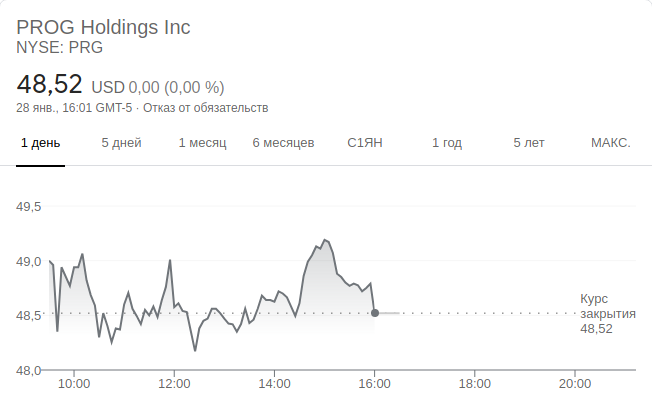 PROG Holdings Inc
NYSE: PRG
48,52 USD 0,00 (0,00 %)
28 янв., 16:01 GMT-5 · Отказ от обязательств
1 день 5 дней 1 месяц 6 месяцев С1ЯН 1 год 5 лет МАКС.
49,5
49,0
48,5
48,0
Курс
закрытия
48,52
10:00 12:00 14:00 16:00 18:00 20:00